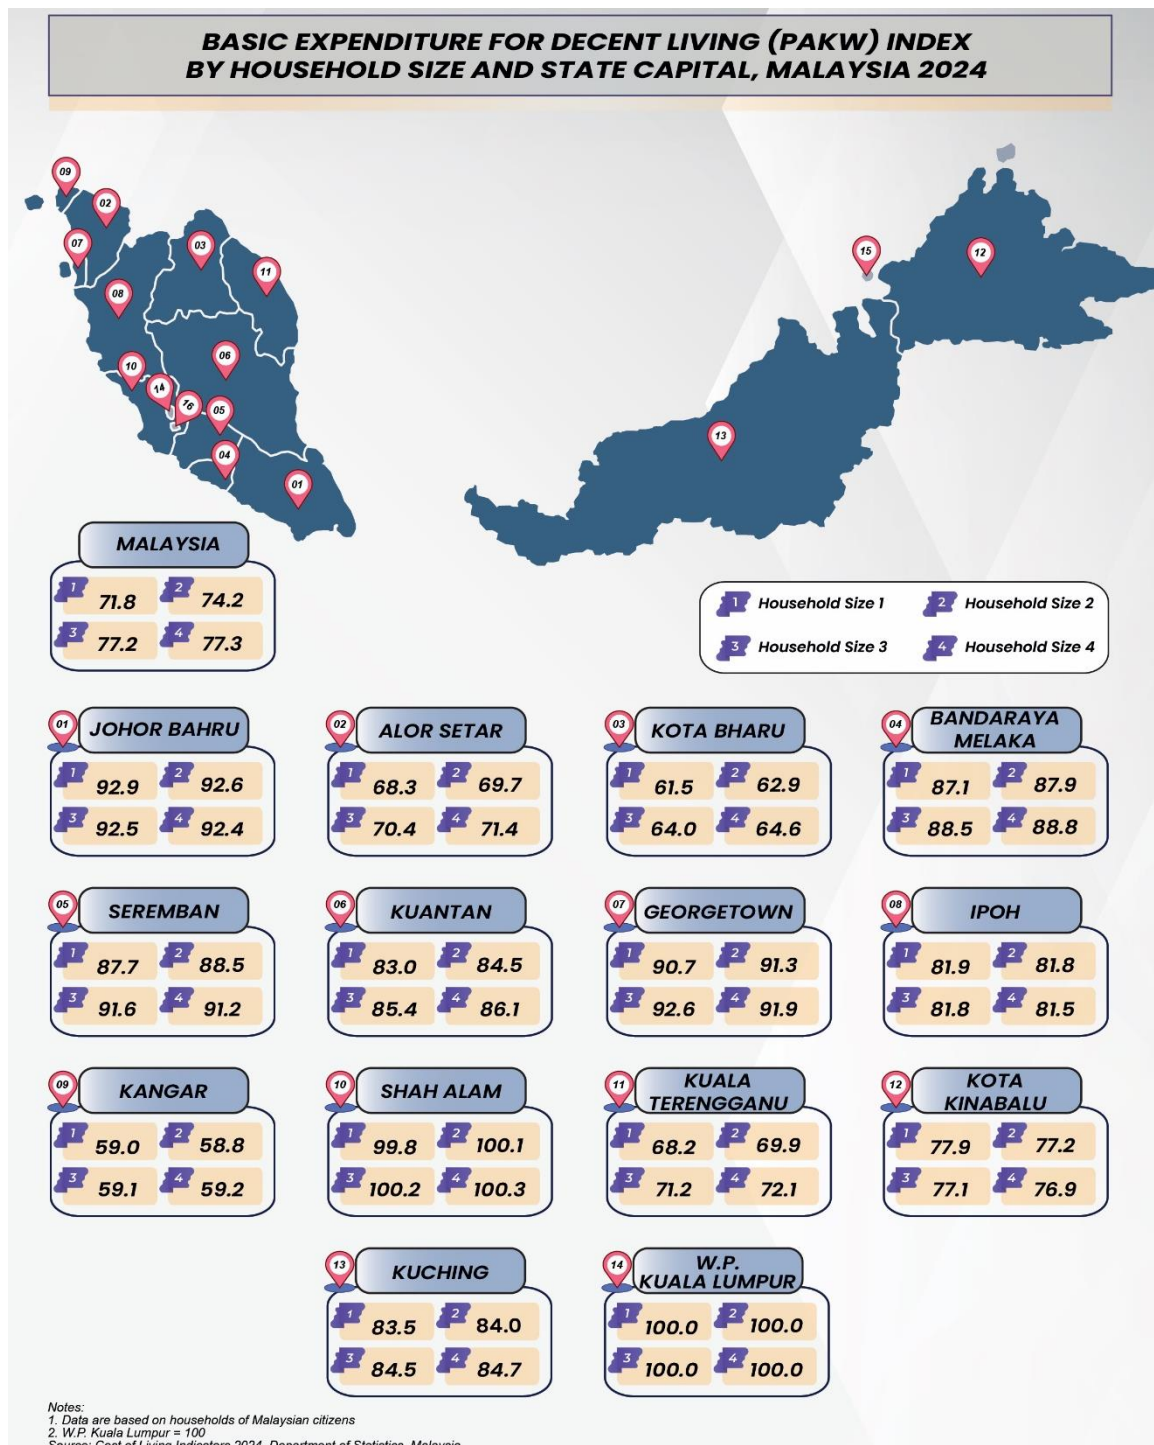 BASIC EXPENDITURE FOR DECENT LIVING (PAKW) INDEX
BY HOUSEHOLD SIZE AND STATE CAPITAL, MALAYSIA 2024
09
02
07
03
11
08
06
10
14
16
05
04
01
15
12
13
MALAYSIA
1 71.8 2 74.2
3 77.2 4 77.3
1 Household Size 1 2 Household Size 2
3 Household Size 3 4 Household Size 4
01 JOHOR BAHRU
1 92.9 2 92.6
3 92.5 4 92.4
02 ALOR SETAR
1 68.3 2 69.7
3 70.4 4 71.4
03 KOTA BHARU
1 61.5 2 62.9
3 64.0 4 64.6
04 BANDARAYA
MELAKA
1 87.1 2 87.9
3 88.5 4 88.8
05 SEREMBAN
1 87.7 2 88.5
3 91.6 4 91.2
06 KUANTAN
1 83.0 2 84.5
3 85.4 4 86.1
07 GEORGETOWN
1 90.7 2 91.3
3 92.6 4 91.9
08 IPOH
1 81.9 2 81.8
3 81.8 4 81.5
09 KANGAR
1 59.0 2 58.8
3 59.1 4 59.2
10 SHAH ALAM
1 99.8 2 100.1
3 100.2 4 100.3
11 KUALA
TERENGGANU
1 68.2 2 69.9
3 71.2 4 72.1
12 KOTA
KINABALU
1 77.9 2 77.2
3 77.1 4 76.9
13 KUCHING
1 83.5 2 84.0
3 84.5 4 84.7
14 W.P.
KUALA LUMPUR
1 100.0 2 100.0
3 100.0 4 100.0
Notes:
1. Data are based on households of Malaysian citizens
2. W.P. Kuala Lumpur = 100
Source: Cost of Living Indicators 2024, Department of Statistics, Malaysia